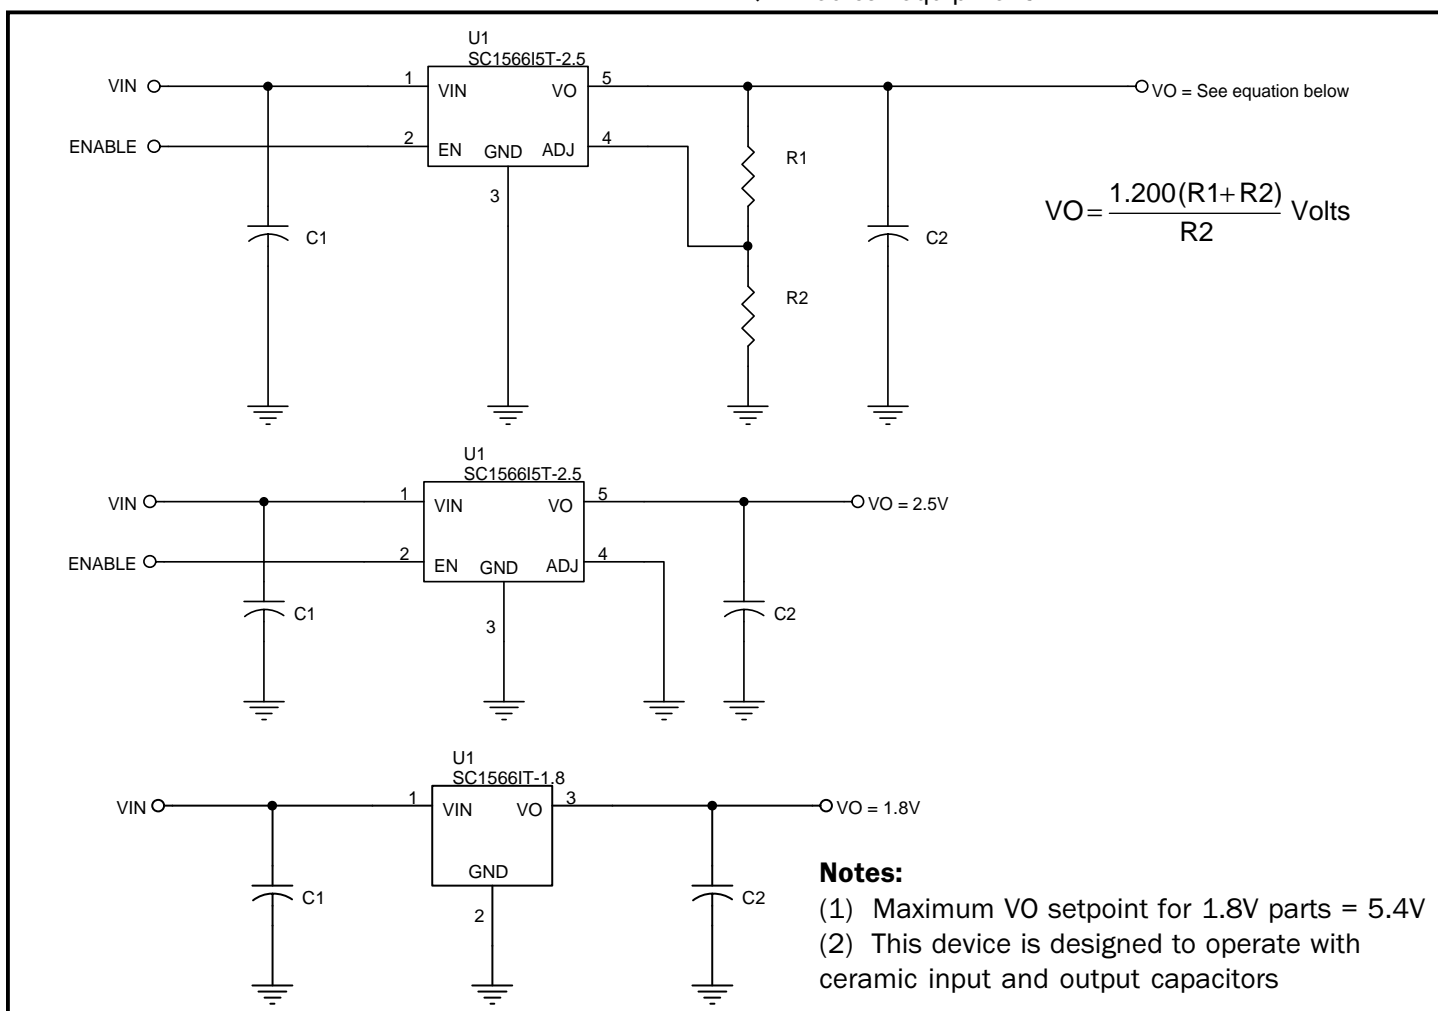 U1
SC1566I5T-2.5
VIN
1
VIN
VO
5
VO = See equation below
ENABLE
2
EN
GND
ADJ
4
R1
3
VO = 1.200(R1+R2) / R2 Volts
C1
C2
R2
U1
SC1566I5T-2.5
VIN
1
VIN
VO
5
VO = 2.5V
ENABLE
2
EN
GND
ADJ
4
C1
3
C2
U1
SC1566IT-1.8
VIN
1
VIN
VO
3
VO = 1.8V
GND
C1
2
C2
Notes:
(1) Maximum VO setpoint for 1.8V parts = 5.4V
(2) This device is designed to operate with
ceramic input and output capacitors